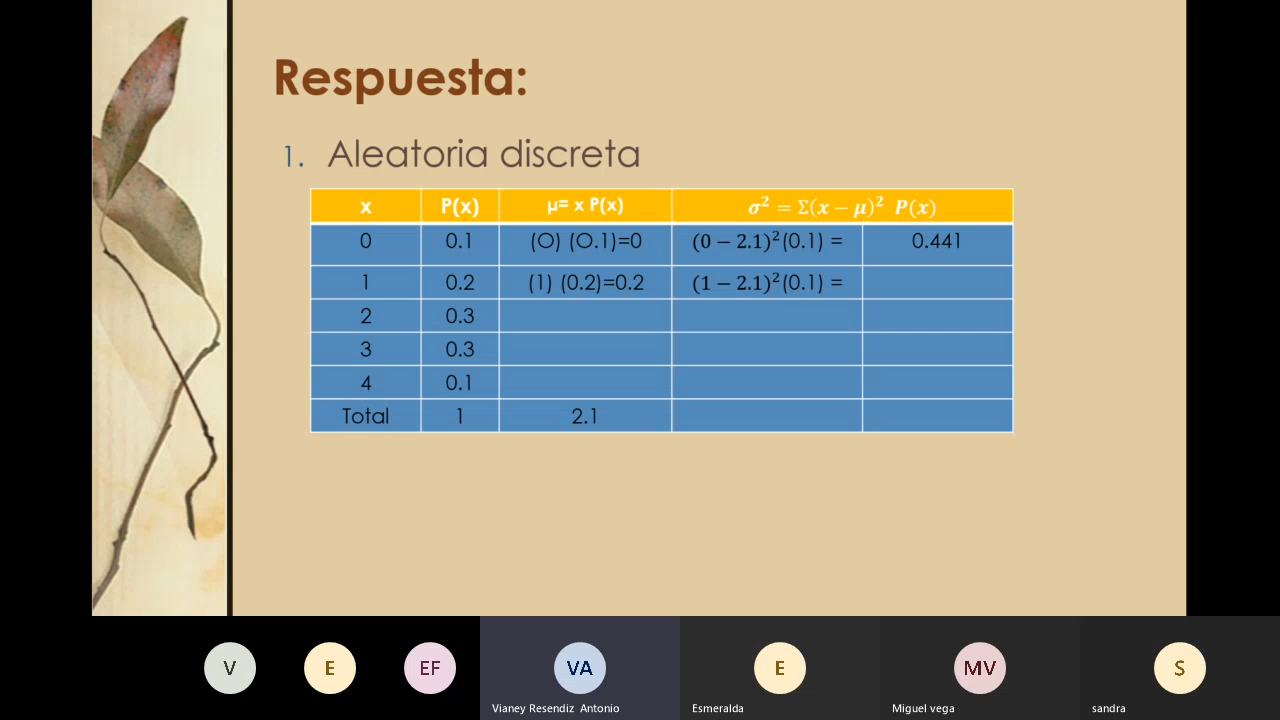 Respuesta:
1. Aleatoria discreta
x P(x) μ= x P(x) σ² = Σ(x − μ)² P(x)
0 0.1 (O) (O.1)=0 (0 − 2.1)²(0.1) = 0.441
1 0.2 (1) (0.2)=0.2 (1 − 2.1)²(0.1) =
2 0.3
3 0.3
4 0.1
Total 1 2.1
V E EF VA E MV S
Vianey Resendiz Antonio Esmeralda Miguel vega sandra